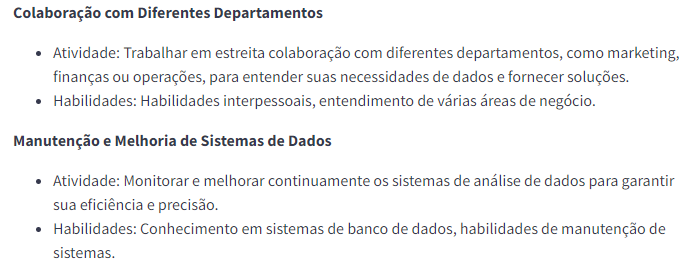 Colaboração com Diferentes Departamentos
• Atividade: Trabalhar em estreita colaboração com diferentes departamentos, como marketing,
finanças ou operações, para entender suas necessidades de dados e fornecer soluções.
• Habilidades: Habilidades interpessoais, entendimento de várias áreas de negócio.
Manutenção e Melhoria de Sistemas de Dados
• Atividade: Monitorar e melhorar continuamente os sistemas de análise de dados para garantir
sua eficiência e precisão.
• Habilidades: Conhecimento em sistemas de banco de dados, habilidades de manutenção de
sistemas.